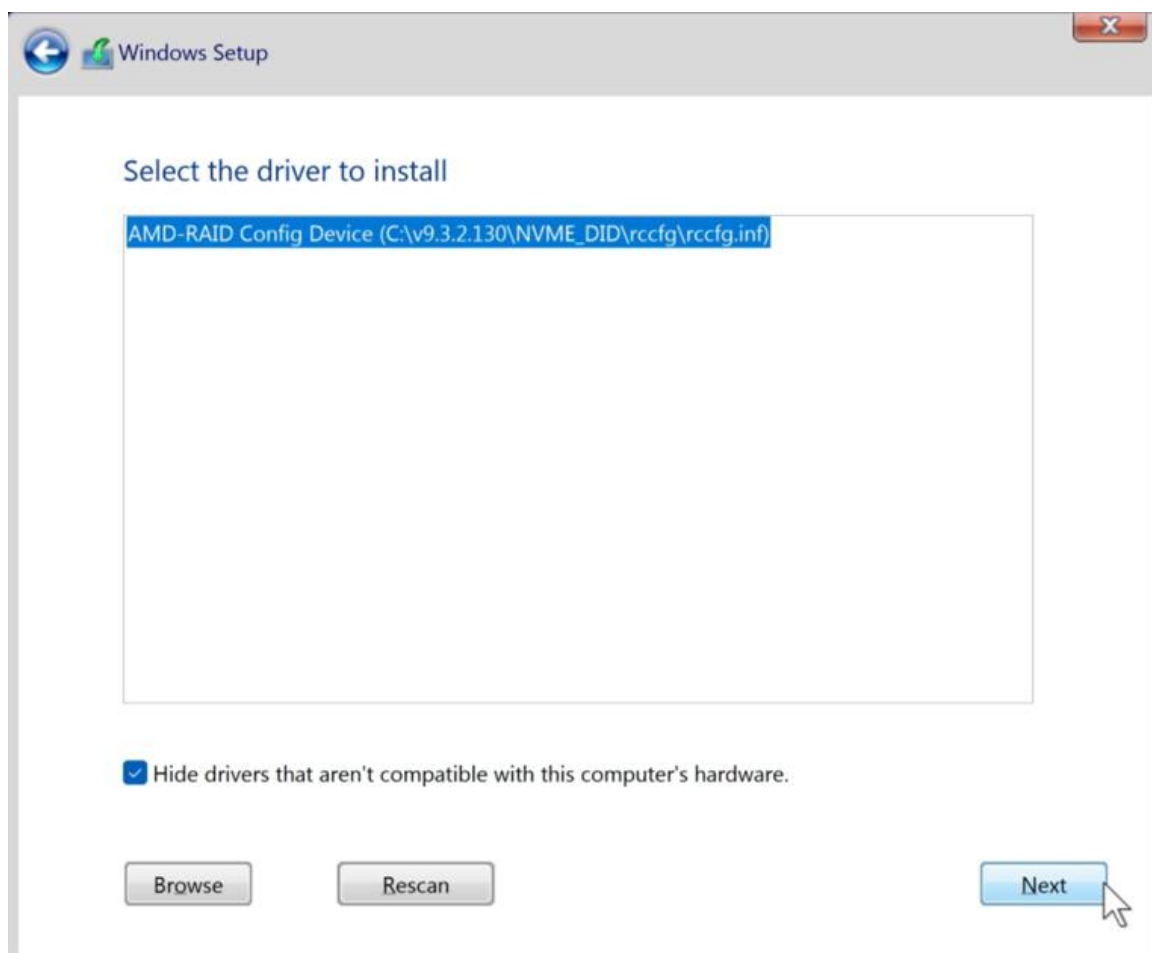 Windows Setup
Select the driver to install
AMD-RAID Config Device (C:\v9.3.2.130\NVME_DID\rccfg\rccfg.inf)
Hide drivers that aren't compatible with this computer's hardware.
Browse
Rescan
Next